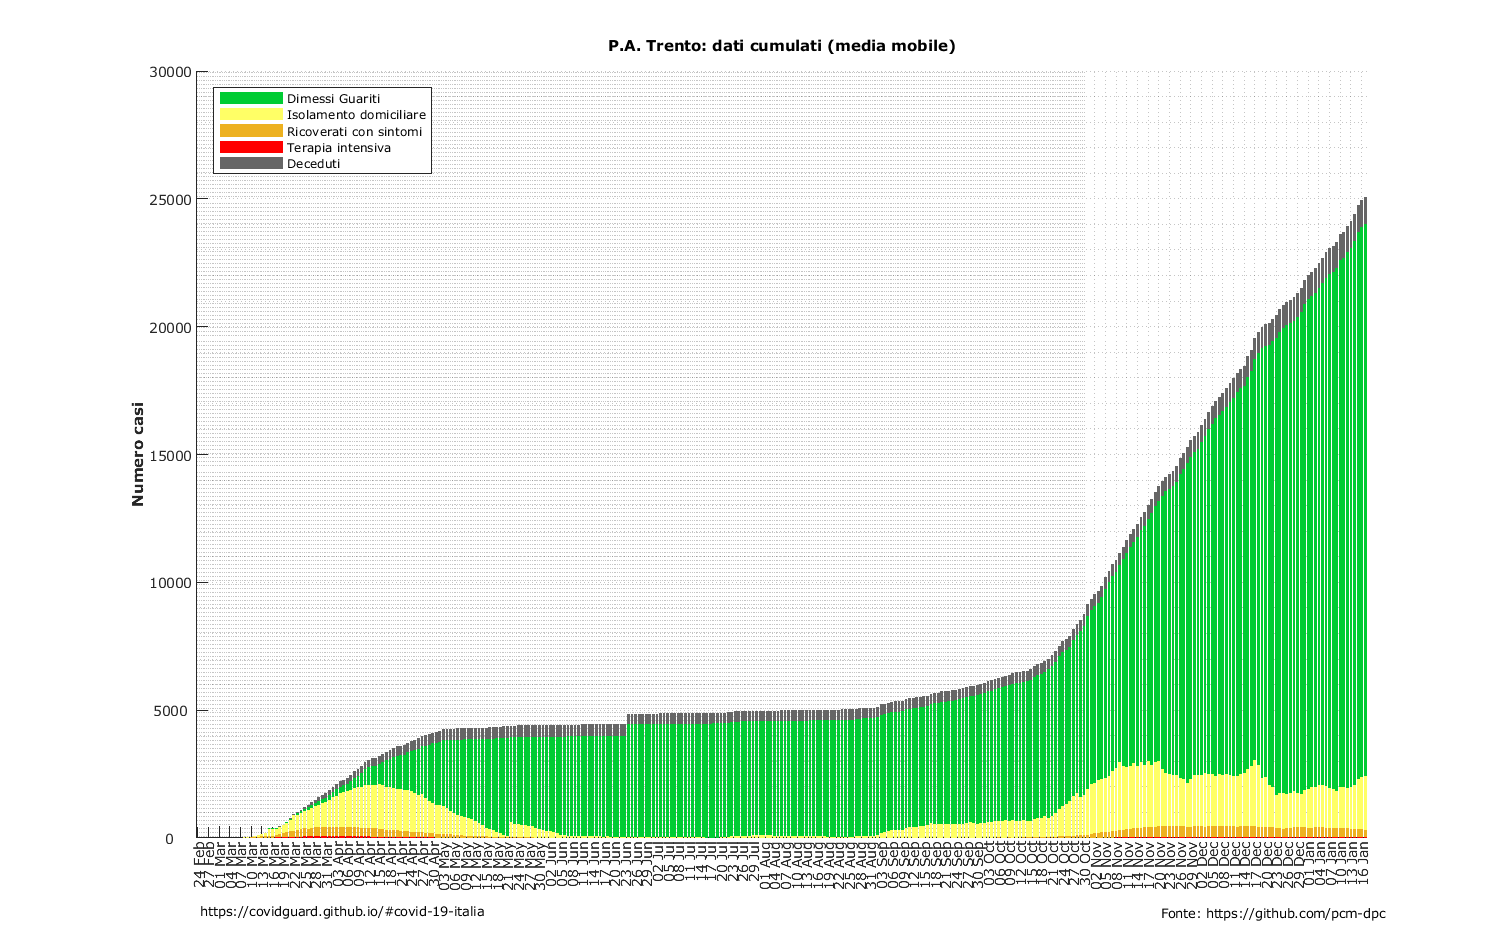 P.A. Trento: dati cumulati (media mobile)
30000
25000
20000
15000
10000
5000
0
Numero casi
Dimessi Guariti
Isolamento domiciliare
Ricoverati con sintomi
Terapia intensiva
Deceduti
24 Feb
27 Feb
01 Mar
04 Mar
07 Mar
10 Mar
13 Mar
16 Mar
19 Mar
22 Mar
25 Mar
28 Mar
31 Mar
03 Apr
06 Apr
09 Apr
12 Apr
15 Apr
18 Apr
21 Apr
24 Apr
27 Apr
30 Apr
03 May
06 May
09 May
12 May
15 May
18 May
21 May
24 May
27 May
30 May
02 Jun
05 Jun
08 Jun
11 Jun
14 Jun
17 Jun
20 Jun
23 Jun
26 Jun
29 Jun
02 Jul
05 Jul
08 Jul
11 Jul
14 Jul
17 Jul
20 Jul
23 Jul
26 Jul
29 Jul
01 Aug
04 Aug
07 Aug
10 Aug
13 Aug
16 Aug
19 Aug
22 Aug
25 Aug
28 Aug
31 Aug
03 Sep
06 Sep
09 Sep
12 Sep
15 Sep
18 Sep
21 Sep
24 Sep
27 Sep
30 Sep
03 Oct
06 Oct
09 Oct
12 Oct
15 Oct
18 Oct
21 Oct
24 Oct
27 Oct
30 Oct
02 Nov
05 Nov
08 Nov
11 Nov
14 Nov
17 Nov
20 Nov
23 Nov
26 Nov
29 Nov
02 Dec
05 Dec
08 Dec
11 Dec
14 Dec
17 Dec
20 Dec
23 Dec
26 Dec
29 Dec
01 Jan
04 Jan
07 Jan
10 Jan
13 Jan
16 Jan
https://covidguard.github.io/#covid-19-italia
Fonte: https://github.com/pcm-dpc